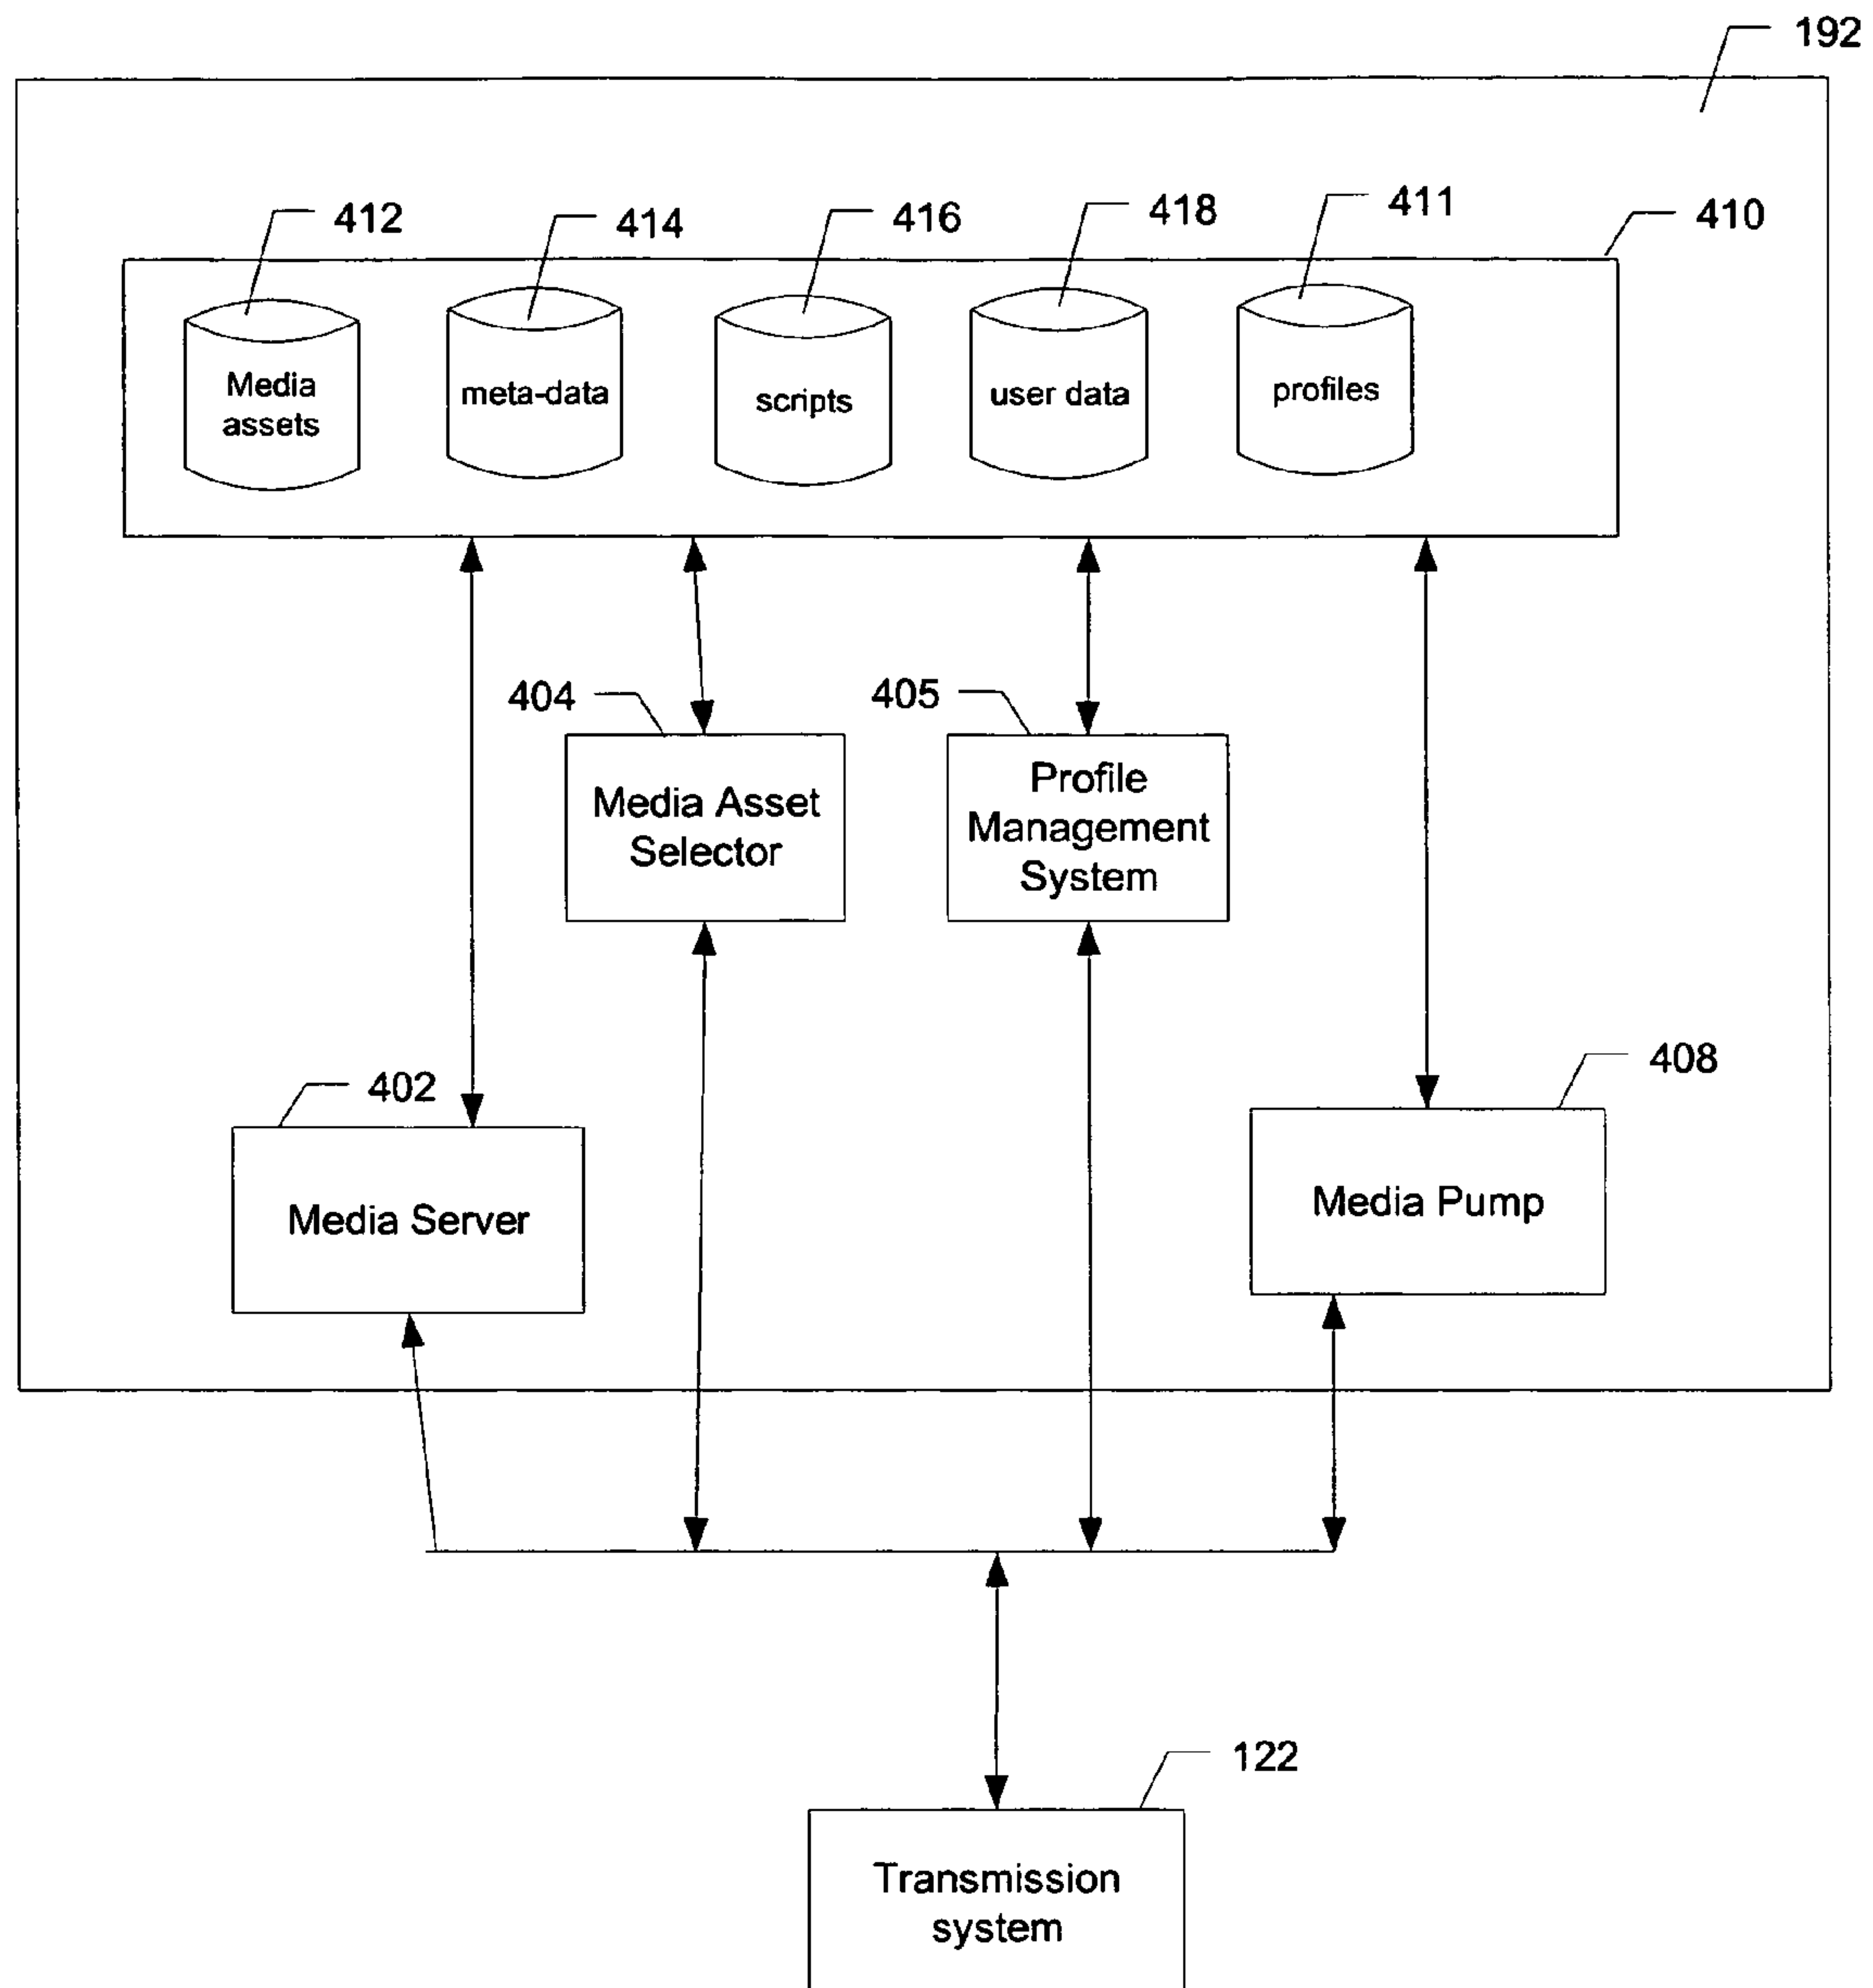 192
412
414
416
418
411
410
Media
assets
meta-data
scripts
user data
profiles
404
405
Media Asset
Selector
Profile
Management
System
402
408
Media Server
Media Pump
122
Transmission
system